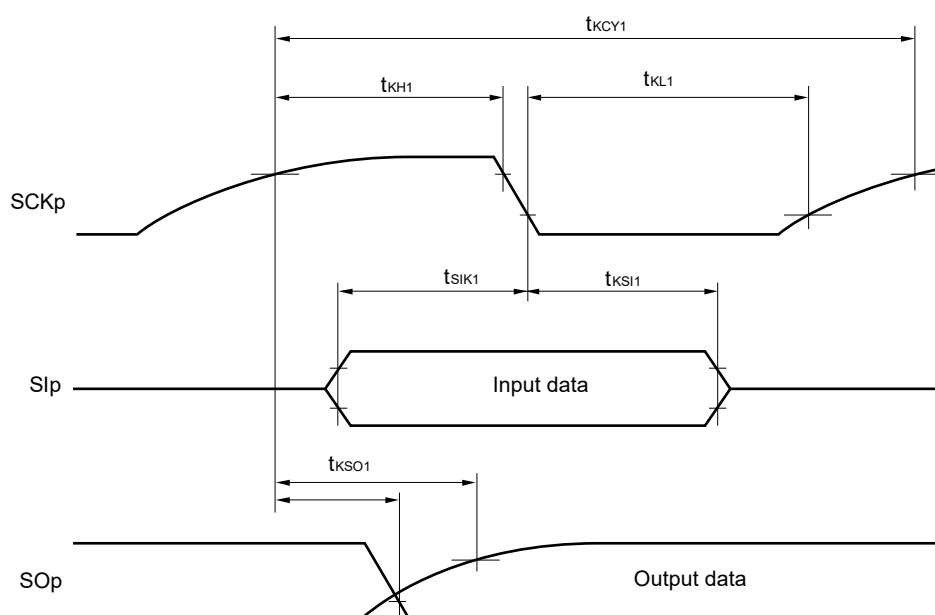 tKCY1
tKH1
tKL1
SCKp
tSIK1
tKSI1
SIp
Input data
tKSO1
SOp
Output data